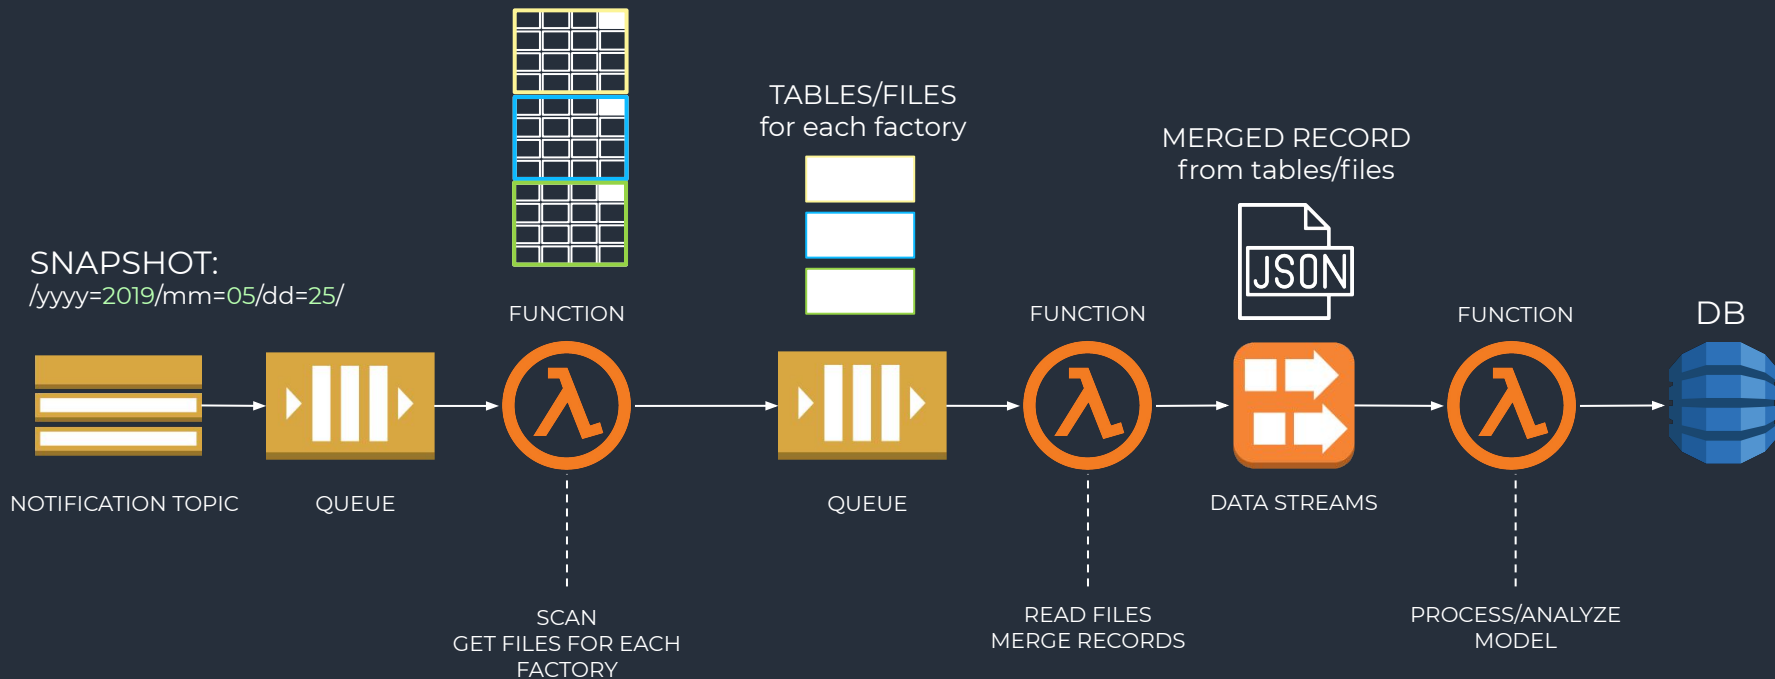 TABLES/FILES
for each factory
MERGED RECORD
from tables/files
SNAPSHOT:
/yyyy=2019/mm=05/dd=25/
JSON
FUNCTION
FUNCTION
FUNCTION
DB
NOTIFICATION TOPIC
QUEUE
QUEUE
DATA STREAMS
SCAN
GET FILES FOR EACH
FACTORY
READ FILES
MERGE RECORDS
PROCESS/ANALYZE
MODEL